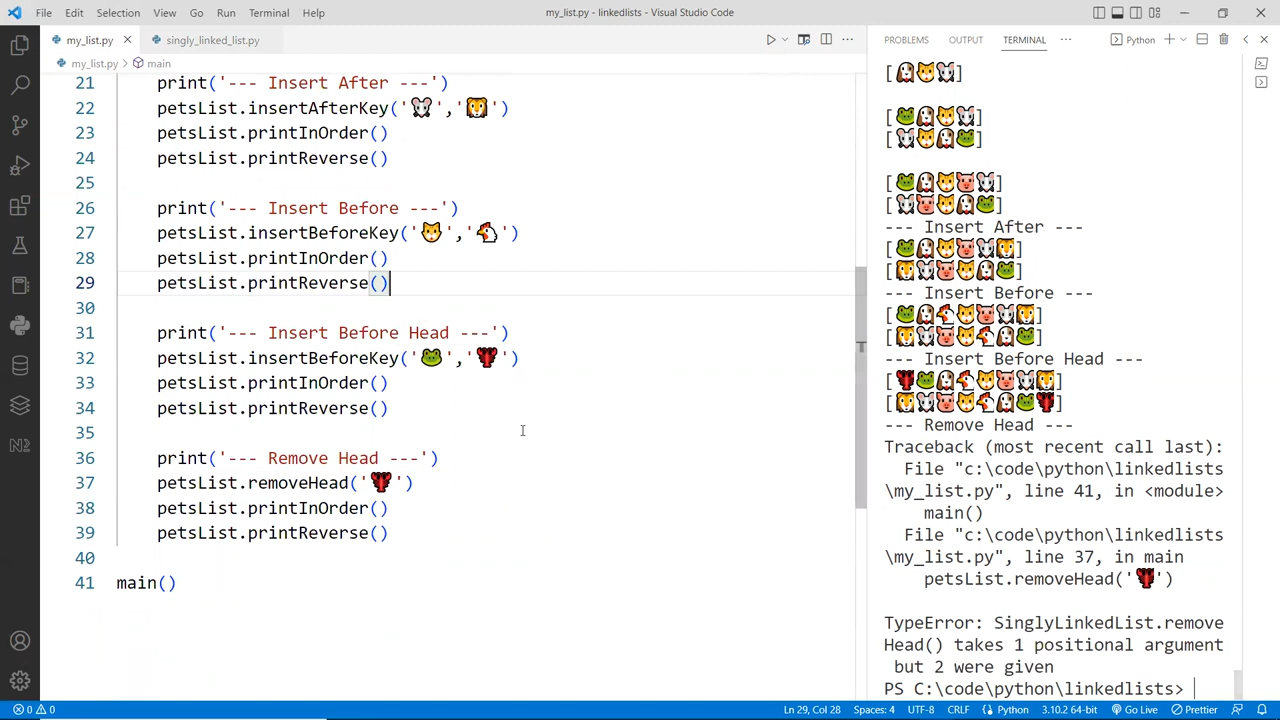 File Edit Selection View Go Run Terminal Help
my_list.py - linkedlists - Visual Studio Code
my_list.py
singly_linked_list.py
my_list.py > main
21 print('--- Insert After ---')
22 petsList.insertAfterKey('🐭','🐯')
23 petsList.printInOrder()
24 petsList.printReverse()
25
26 print('--- Insert Before ---')
27 petsList.insertBeforeKey('🐱','🐔')
28 petsList.printInOrder()
29 petsList.printReverse()
30
31 print('--- Insert Before Head ---')
32 petsList.insertBeforeKey('🐸','🦞')
33 petsList.printInOrder()
34 petsList.printReverse()
35
36 print('--- Remove Head ---')
37 petsList.removeHead('🦞')
38 petsList.printInOrder()
39 petsList.printReverse()
40
41 main()
PROBLEMS OUTPUT TERMINAL ···
Python
[🐶🐱🐭]
[🐸🐶🐱🐭]
[🐭🐱🐶🐸]
[🐸🐶🐱🐷🐭]
[🐭🐷🐱🐶🐸]
--- Insert After ---
[🐸🐶🐱🐷🐭🐯]
[🐯🐭🐷🐱🐶🐸]
--- Insert Before ---
[🐸🐶🐔🐱🐷🐭🐯]
[🐯🐭🐷🐱🐔🐶🐸]
--- Insert Before Head ---
[🦞🐸🐶🐔🐱🐷🐭🐯]
[🐯🐭🐷🐱🐔🐶🐸🦞]
--- Remove Head ---
Traceback (most recent call last):
File "c:\code\python\linkedlists
\my_list.py", line 41, in <module>
main()
File "c:\code\python\linkedlists
\my_list.py", line 37, in main
petsList.removeHead('🦞')
TypeError: SinglyLinkedList.remove
Head() takes 1 positional argument
but 2 were given
PS C:\code\python\linkedlists>
0 0
Ln 29, Col 28 Spaces: 4 UTF-8 CRLF Python 3.10.2 64-bit Go Live Prettier